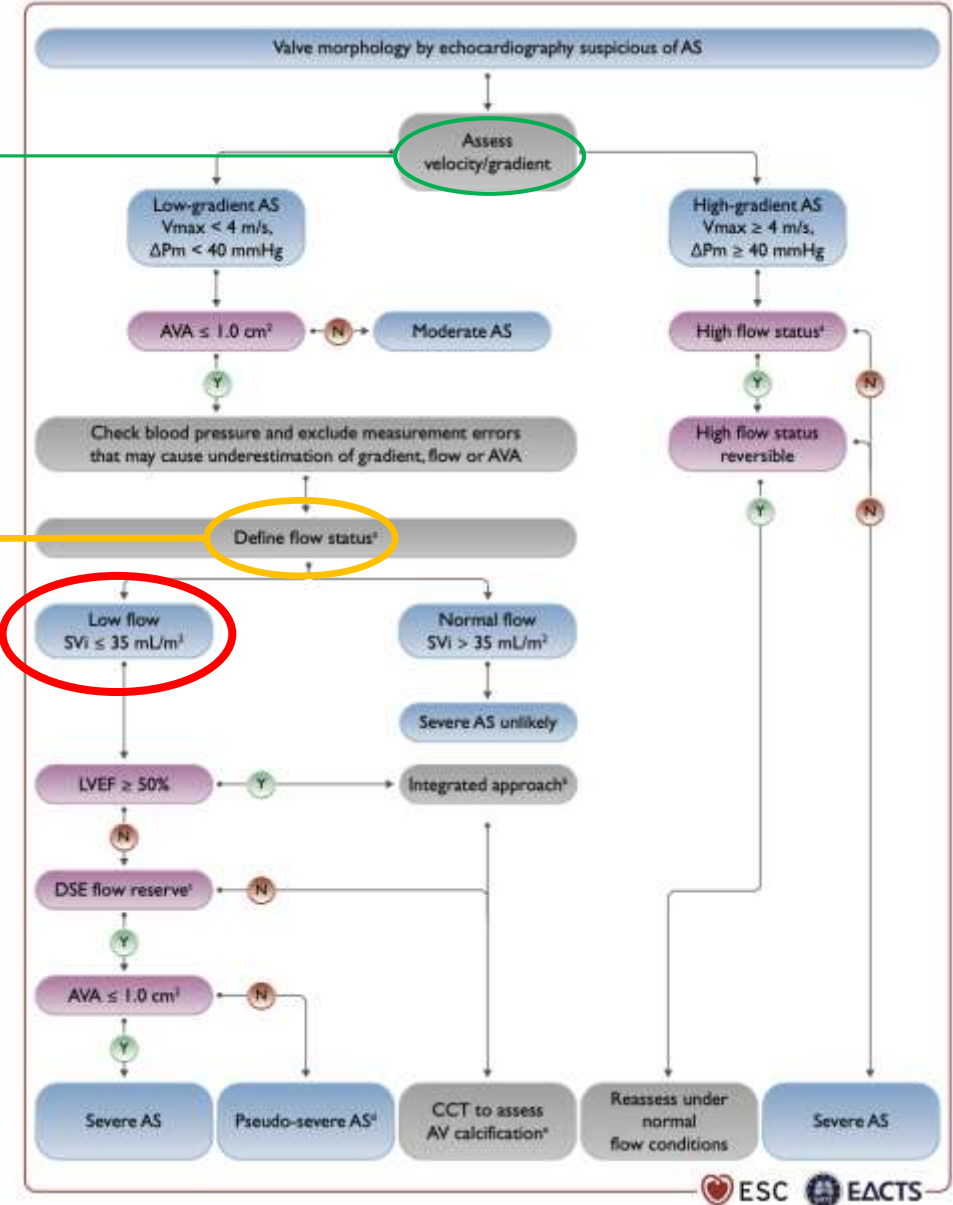 Valve morphology by echocardiography suspicious of AS
Assess
velocity/gradient
Low-gradient AS
Vmax < 4 m/s,
ΔPm < 40 mmHg
High-gradient AS
Vmax ≥ 4 m/s,
ΔPm ≥ 40 mmHg
AVA ≤ 1.0 cm²
N
Moderate AS
High flow statusᵃ
Y
Y
N
Check blood pressure and exclude measurement errors
that may cause underestimation of gradient, flow or AVA
High flow status
reversible
Y
N
Define flow statusᵃ
Low flow
SVi ≤ 35 mL/m²
Normal flow
SVi > 35 mL/m²
Severe AS unlikely
LVEF ≥ 50%
Y
Integrated approach
N
DSE flow reserve
N
Y
AVA ≤ 1.0 cm²
N
Y
Severe AS
Pseudo-severe ASᵈ
CCT to assess
AV calcificationᵉ
Reassess under
normal
flow conditions
Severe AS
ESC
EACTS